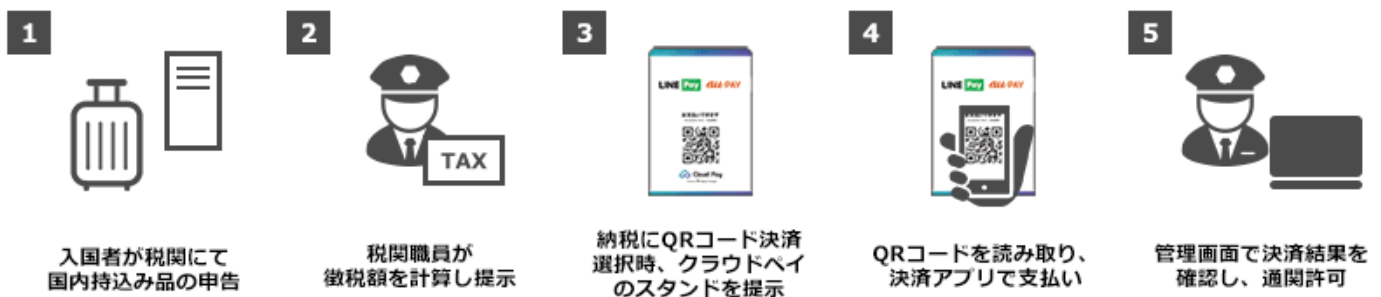 1
入国者が税関にて
国内持込み品の申告
2
TAX
税関職員が
徴税額を計算し提示
3
LINE Pay au PAY
Cloud Pay
納税にQRコード決済
選択時、クラウドペイ
のスタンドを提示
4
LINE Pay au PAY
QRコードを読み取り、
決済アプリで支払い
5
管理画面で決済結果を
確認し、通関許可